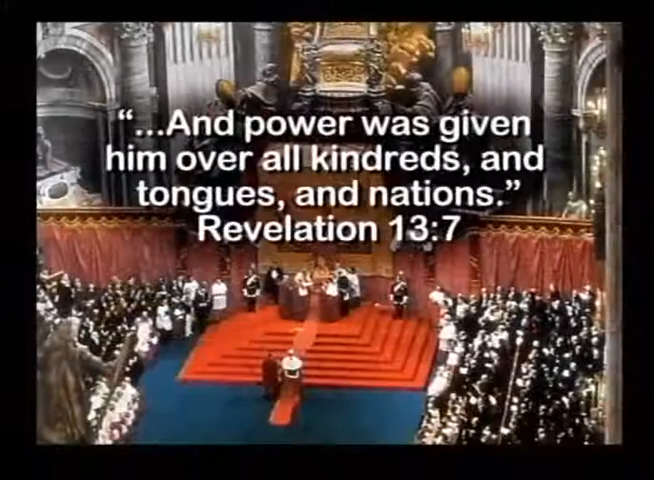 “...And power was given
him over all kindreds, and
tongues, and nations.”
Revelation 13:7